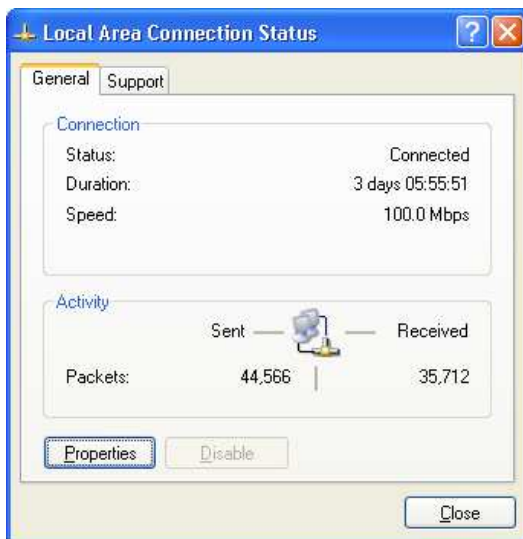 Local Area Connection Status
General Support
Connection
Status: Connected
Duration: 3 days 05:55:51
Speed: 100.0 Mbps
Activity
Sent Received
Packets: 44,566 35,712
Properties Disable
Close